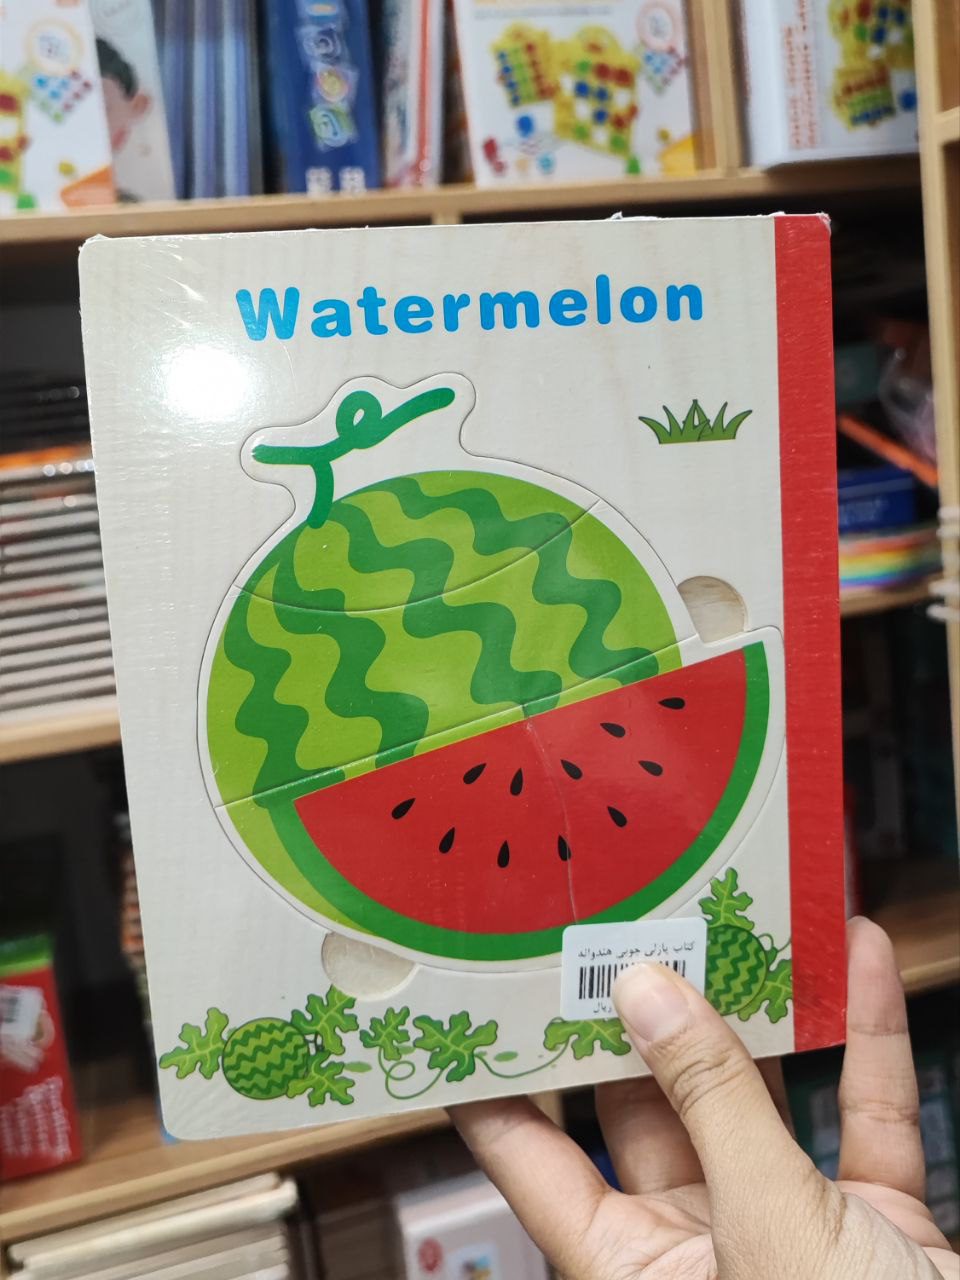 Watermelon
کتاب پازلی چوبی هندوانه
ریال